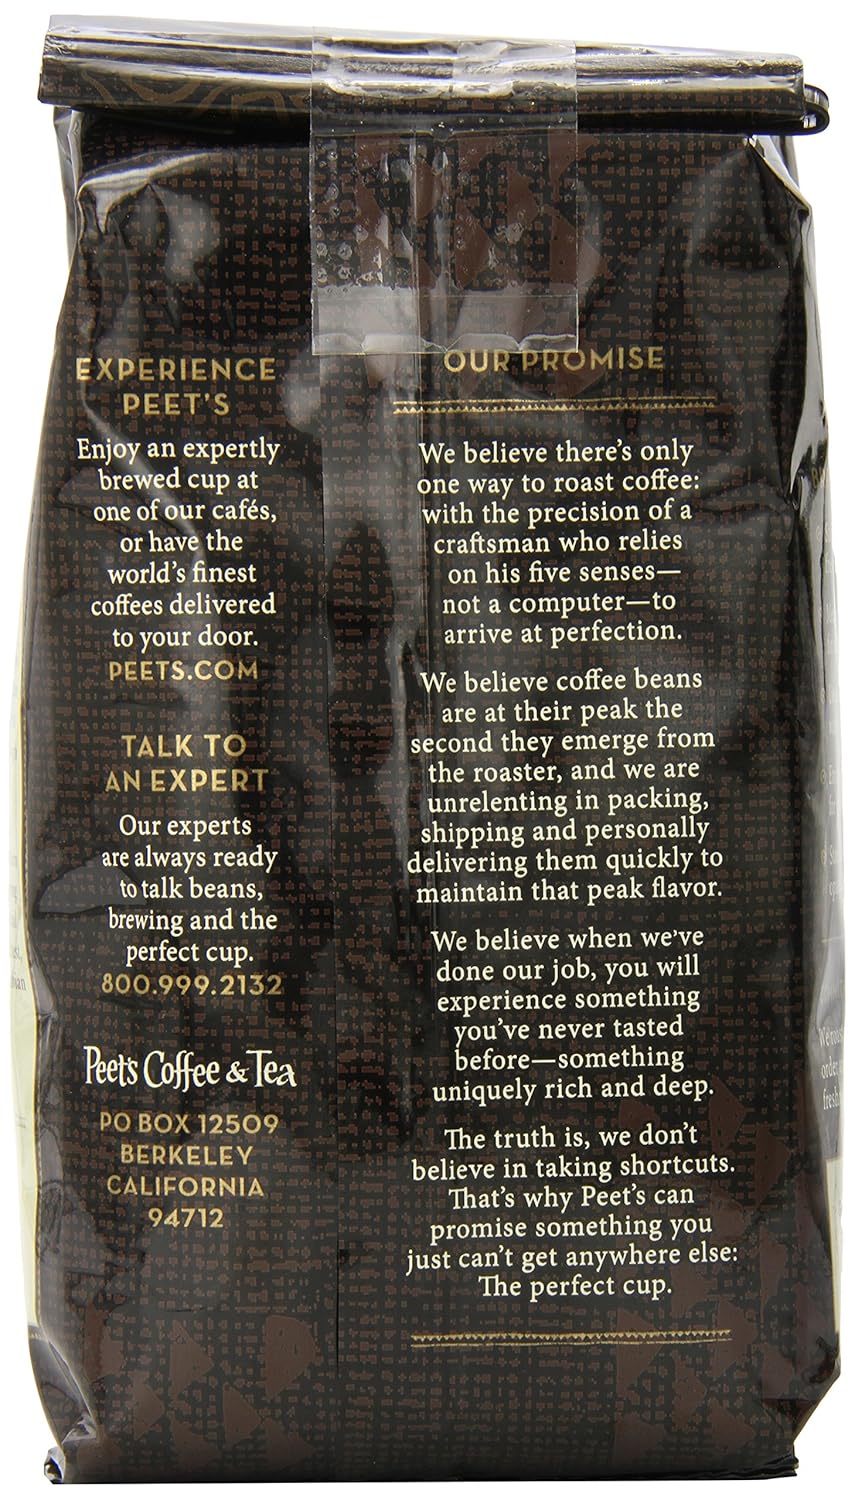 EXPERIENCE
PEET'S
Enjoy an expertly
brewed cup at
one of our cafés,
or have the
world's finest
coffees delivered
to your door.
PEETS.COM
TALK TO
AN EXPERT
Our experts
are always ready
to talk beans,
brewing and the
perfect cup.
800.999.2132
Peet's Coffee & Tea
PO BOX 12509
BERKELEY
CALIFORNIA
94712
OUR PROMISE
We believe there's only
one way to roast coffee:
with the precision of a
craftsman who relies
on his five senses—
not a computer—to
arrive at perfection.
We believe coffee beans
are at their peak the
second they emerge from
the roaster, and we are
unrelenting in packing,
shipping and personally
delivering them quickly to
maintain that peak flavor.
We believe when we've
done our job, you will
experience something
you've never tasted
before—something
uniquely rich and deep.
The truth is, we don't
believe in taking shortcuts.
That's why Peet's can
promise something you
just can't get anywhere else:
The perfect cup.